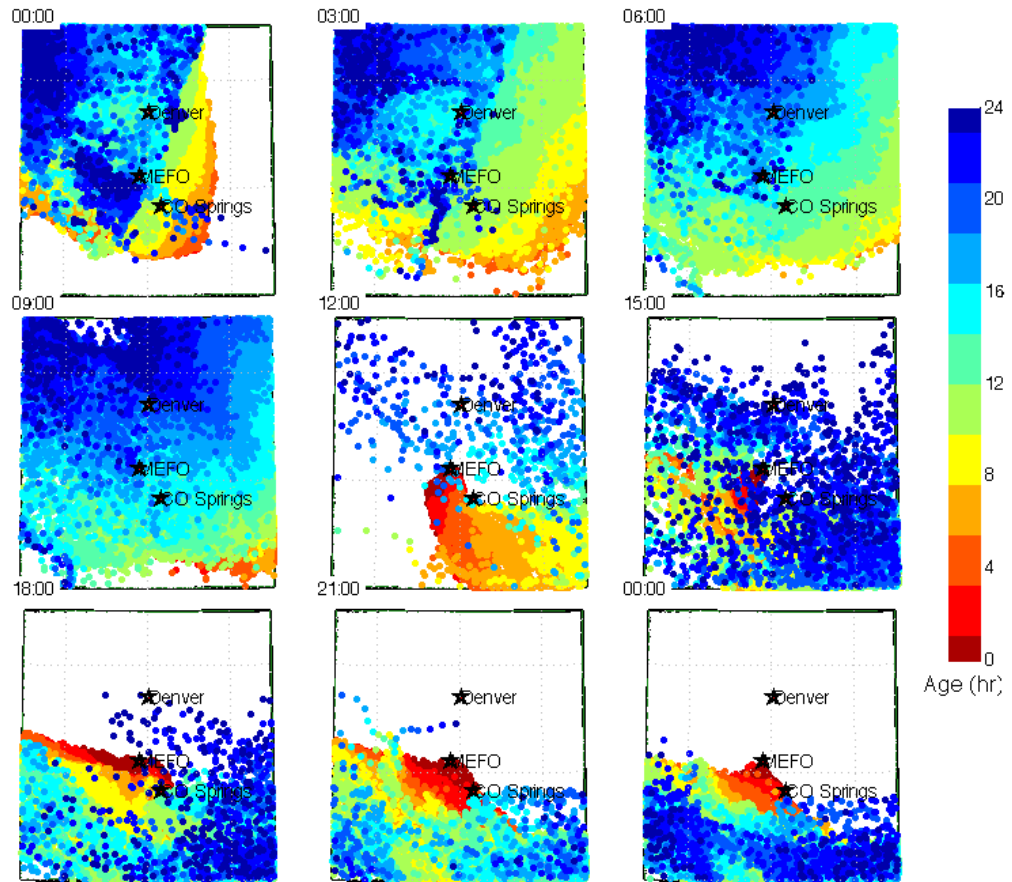 00:00
03:00
06:00
Denver
Denver
Denver
MEFO
MEFO
MEFO
CO Springs
CO Springs
CO Springs
09:00
12:00
15:00
Denver
Denver
Denver
MEFO
MEFO
MEFO
CO Springs
CO Springs
CO Springs
18:00
21:00
00:00
Denver
Denver
Denver
MEFO
MEFO
MEFO
CO Springs
CO Springs
CO Springs
24
20
16
12
8
4
0
Age (hr)